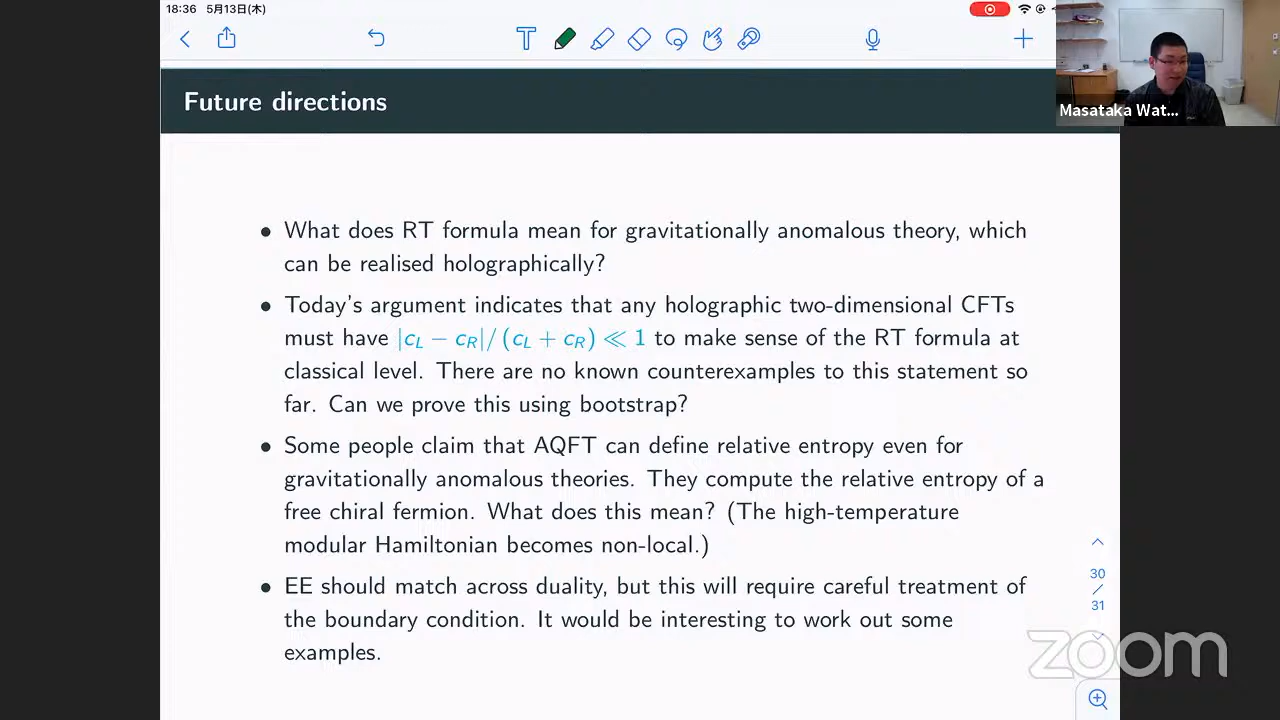 18:36 5月13日(木)
Masataka Wat...
Future directions
• What does RT formula mean for gravitationally anomalous theory, which
can be realised holographically?
• Today's argument indicates that any holographic two-dimensional CFTs
must have |c_L − c_R|/(c_L + c_R) ≪ 1 to make sense of the RT formula at
classical level. There are no known counterexamples to this statement so
far. Can we prove this using bootstrap?
• Some people claim that AQFT can define relative entropy even for
gravitationally anomalous theories. They compute the relative entropy of a
free chiral fermion. What does this mean? (The high-temperature
modular Hamiltonian becomes non-local.)
• EE should match across duality, but this will require careful treatment of
the boundary condition. It would be interesting to work out some
examples.
30
/
31
zoom